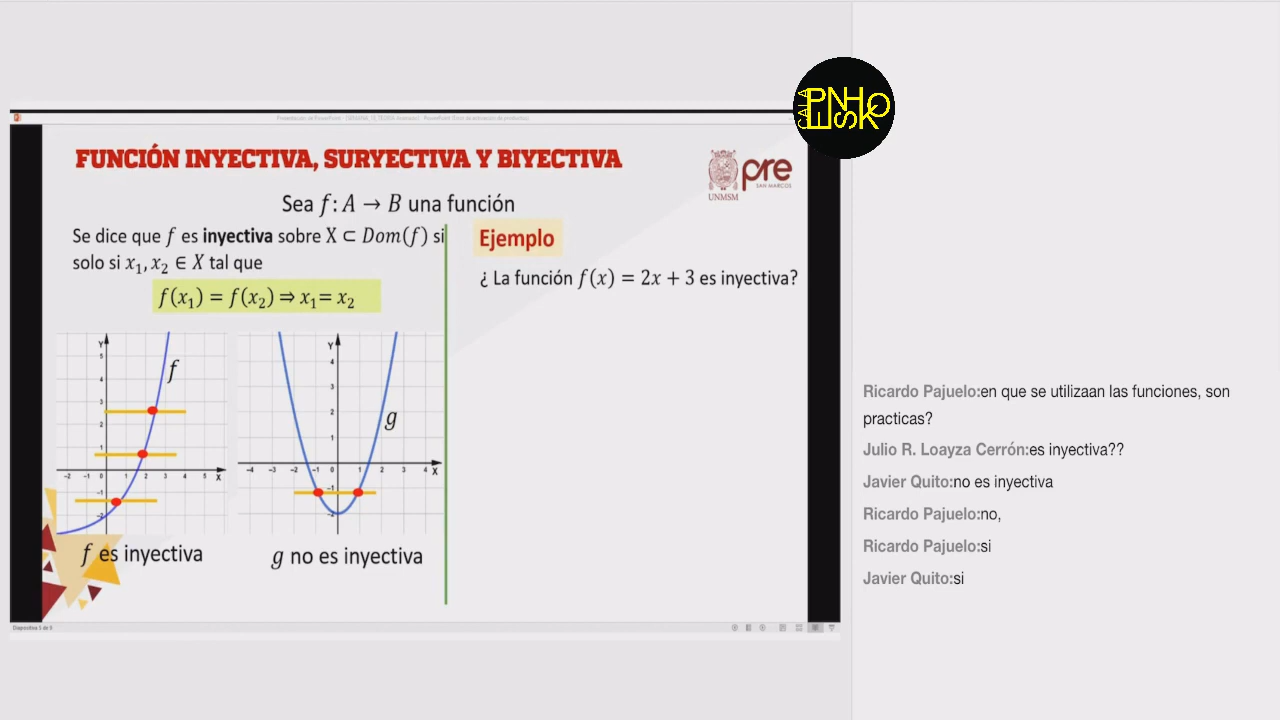 FUNCIÓN INYECTIVA, SURYECTIVA Y BIYECTIVA
pre
SAN MARCOS
UNMSM
Sea f: A → B una función
Se dice que f es inyectiva sobre X ⊂ Dom(f) si
solo si x₁, x₂ ∈ X tal que
f(x₁) = f(x₂) ⇒ x₁= x₂
f
f es inyectiva
g
g no es inyectiva
Ejemplo
¿ La función f(x) = 2x + 3 es inyectiva?
Ricardo Pajuelo:en que se utilizaan las funciones, son
practicas?
Julio R. Loayza Cerrón:es inyectiva??
Javier Quito:no es inyectiva
Ricardo Pajuelo:no,
Ricardo Pajuelo:si
Javier Quito:si